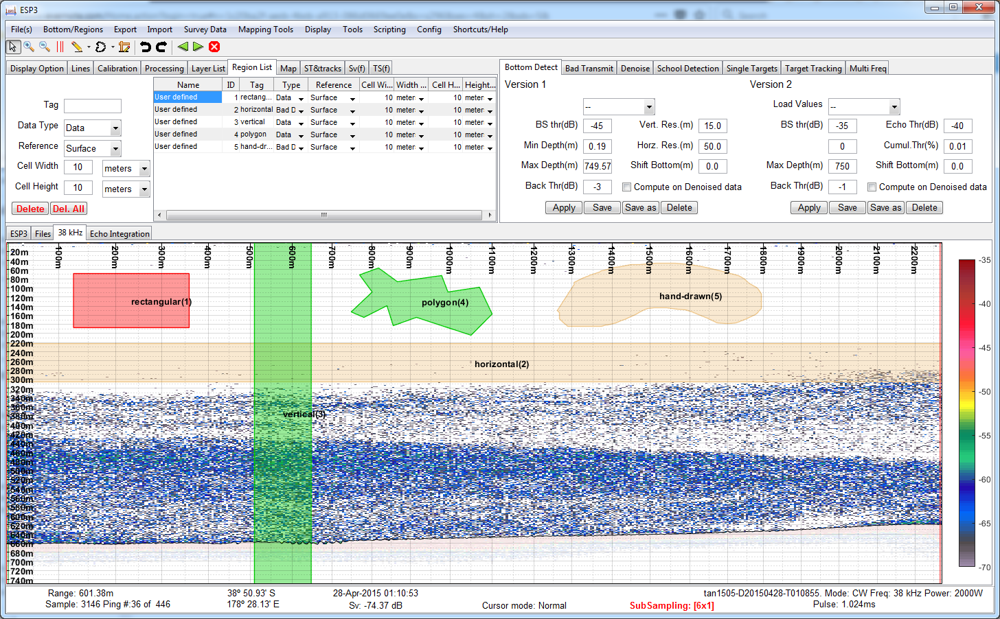 ESP3
File(s) Bottom/Regions Export Import Survey Data Mapping Tools Display Tools Scripting Config Shortcuts/Help
Display Option Lines Calibration Processing Layer List Region List Map ST&tracks Sv(f) TS(f)
Tag
Data Type Data
Reference Surface
Cell Width 10 meters
Cell Height 10 meters
Delete Del. All
Name ID Tag Type Reference Cell Wi... Width ... Cell H... Height...
User defined 1 rectang... Data Surface 10 meter: 10 meter:
User defined 2 horizontal Bad D Surface 10 meter: 10 meter:
User defined 3 vertical Data Surface 10 meter: 10 meter:
User defined 4 polygon Data Surface 10 meter: 10 meter:
User defined 5 hand-dr... Bad D Surface 10 meter: 10 meter:
Bottom Detect Bad Transmit Denoise School Detection Single Targets Target Tracking Multi Freq
Version 1
--
BS thr(dB) -45 Vert. Res.(m) 15.0
Min Depth(m) 0.19 Horz. Res.(m) 50.0
Max Depth(m) 749.57 Shift Bottom(m) 0.0
Back Thr(dB) -3 Compute on Denoised data
Apply Save Save as Delete
Version 2
Load Values --
BS thr(dB) -35 Echo Thr(dB) -40
0 Cumul.Thr(%) 0.01
Max Depth(m) 750 Shift Bottom(m) 0.0
Back Thr(dB) -1 Compute on Denoised data
Apply Save Save as Delete
ESP3 Files 38 kHz Echo Integration
100m 200m 300m 400m 500m 600m 700m 800m 900m 1000m 1100m 1200m 1300m 1400m 1500m 1600m 1700m 1800m 1900m 2000m 2100m 2200m
20m
40m
60m
80m
100m
120m
140m
160m
180m
200m
220m
240m
260m
280m
300m
320m
340m
360m
380m
400m
420m
440m
460m
480m
500m
520m
540m
560m
580m
600m
620m
640m
660m
680m
700m
720m
740m
rectangular(1)
polygon(4)
hand-drawn(5)
horizontal(2)
vertical(3)
-35
-40
-45
-50
-55
-60
-65
-70
Range: 601.38m 38º 50.93' S 28-Apr-2015 01:10:53 tan1505-D20150428-T010855. Mode: CW Freq: 38 kHz Power: 2000W
Sample: 3146 Ping #:36 of 446 178º 28.13' E Sv: -74.37 dB Cursor mode: Normal SubSampling: [6x1] Pulse: 1.024ms